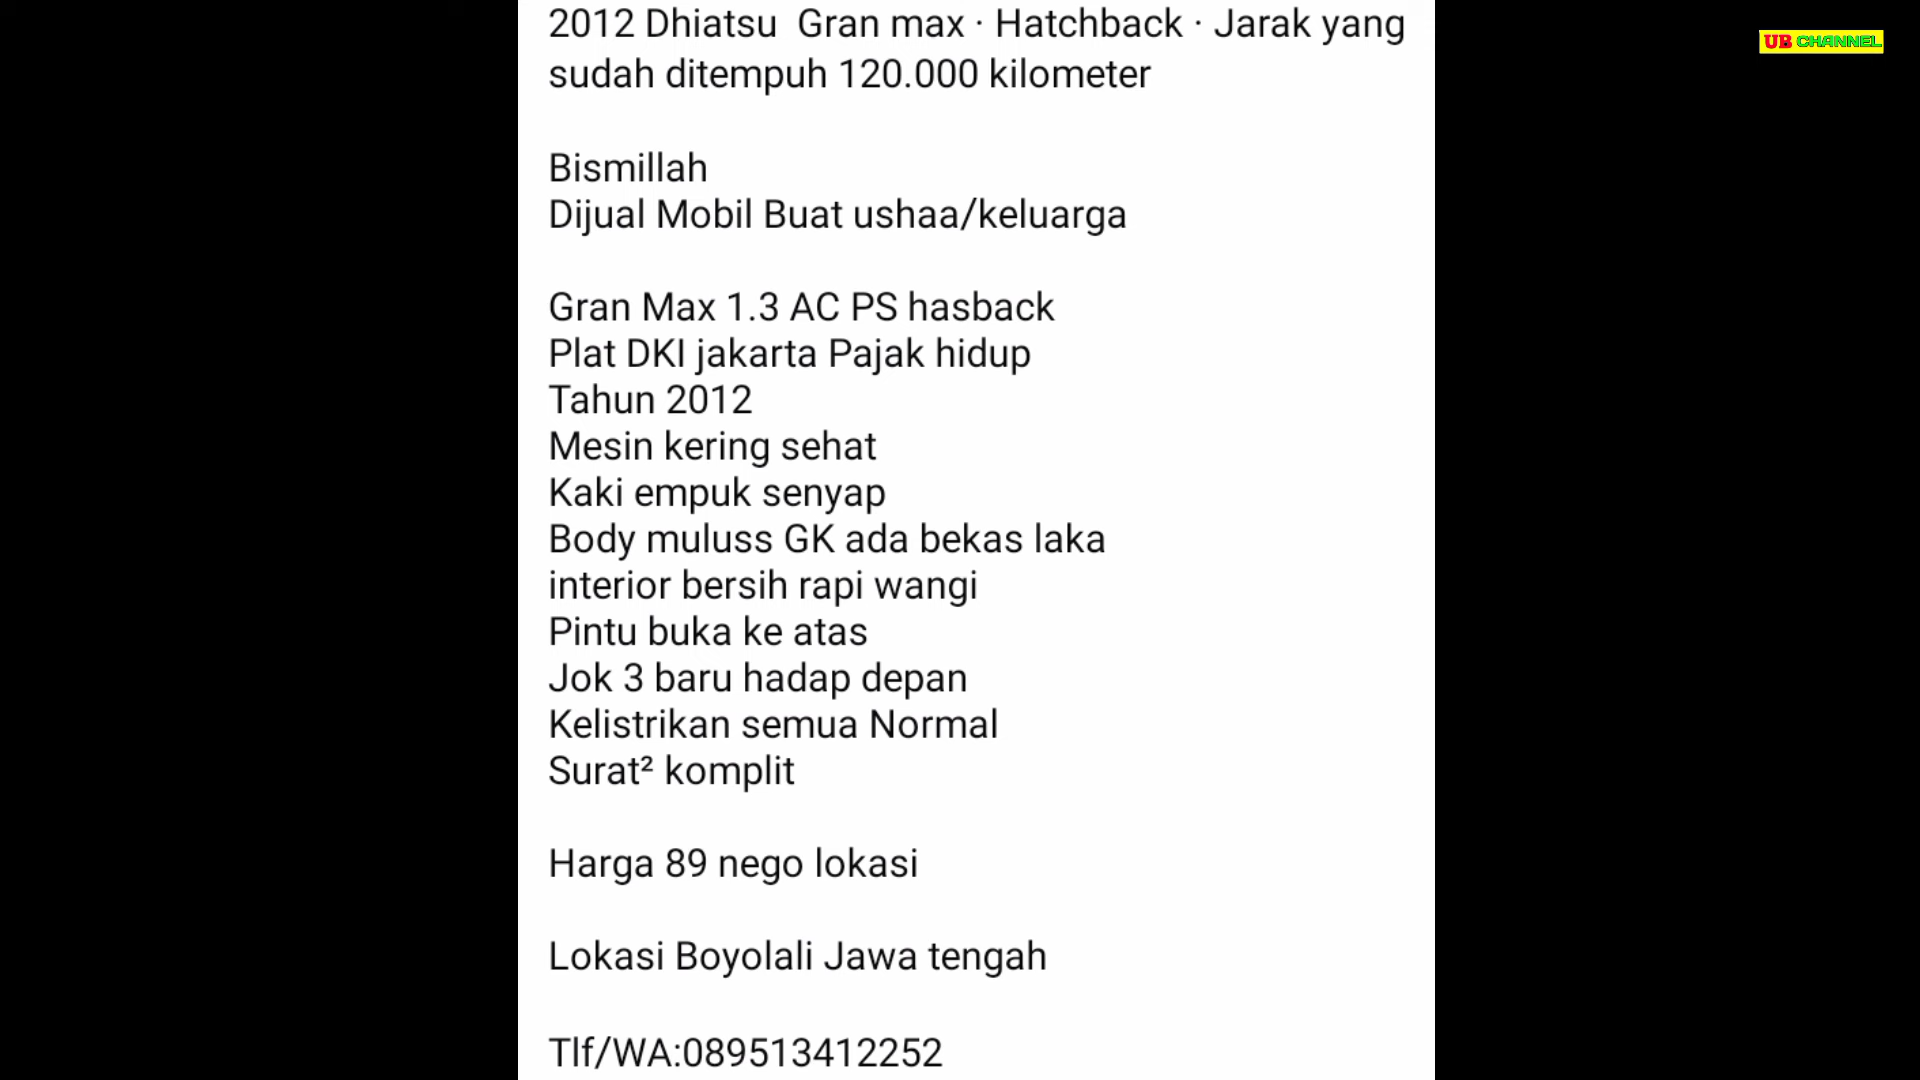 2012 Dhiatsu  Gran max · Hatchback · Jarak yang
sudah ditempuh 120.000 kilometer
Bismillah
Dijual Mobil Buat ushaa/keluarga
Gran Max 1.3 AC PS hasback
Plat DKI jakarta Pajak hidup
Tahun 2012
Mesin kering sehat
Kaki empuk senyap
Body muluss GK ada bekas laka
interior bersih rapi wangi
Pintu buka ke atas
Jok 3 baru hadap depan
Kelistrikan semua Normal
Surat² komplit
Harga 89 nego lokasi
Lokasi Boyolali Jawa tengah
Tlf/WA:089513412252
UB CHANNEL